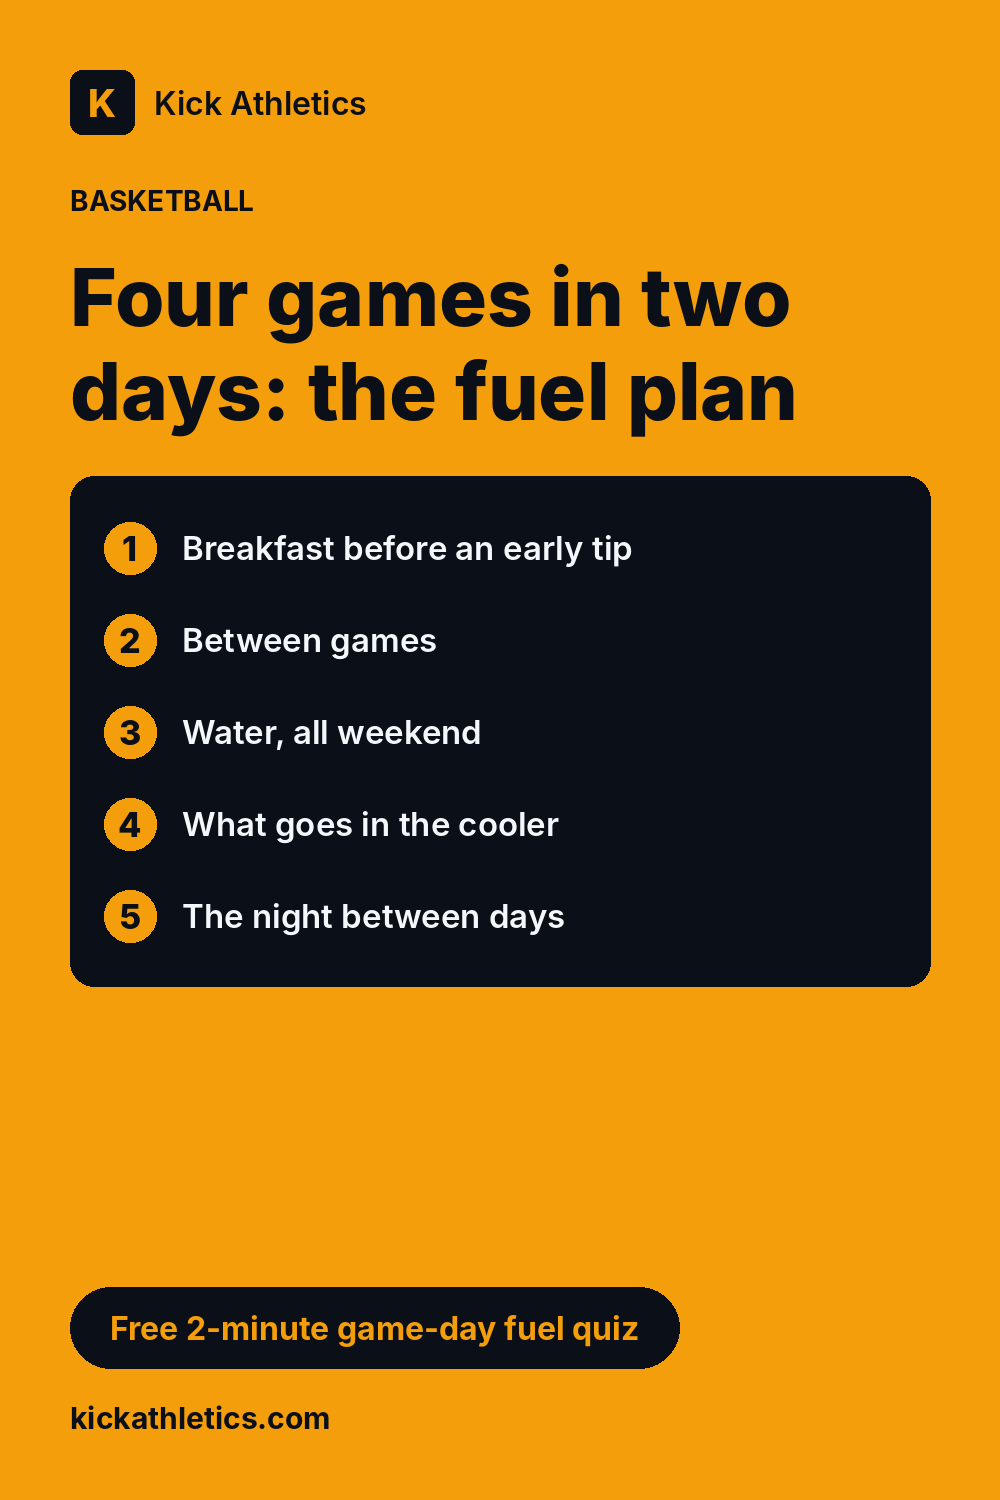 K
Kick Athletics
BASKETBALL
Four games in two
days: the fuel plan
1 Breakfast before an early tip
2 Between games
3 Water, all weekend
4 What goes in the cooler
5 The night between days
Free 2-minute game-day fuel quiz
kickathletics.com